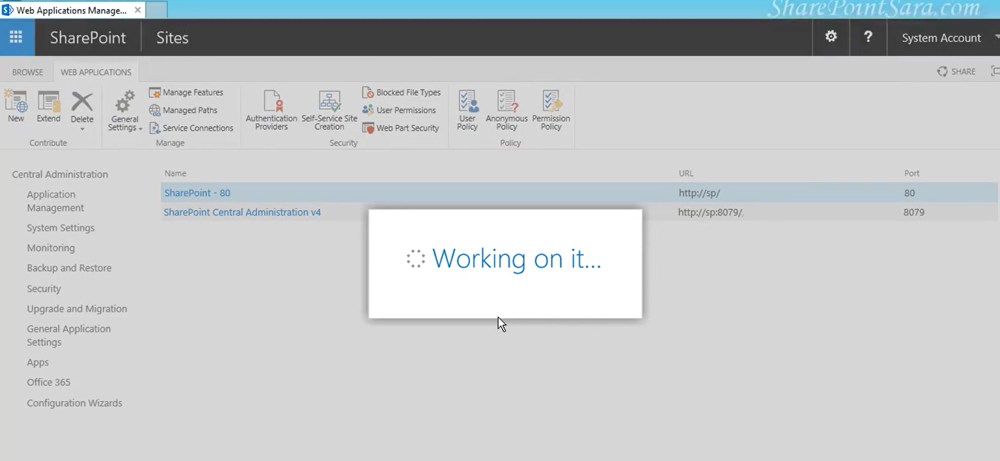 Web Applications Manage...
SharePointSara.com
SharePoint
Sites
?
System Account
BROWSE
WEB APPLICATIONS
SHARE
New
Extend
Delete
General
Settings
Manage Features
Managed Paths
Service Connections
Authentication
Providers
Self-Service Site
Creation
Blocked File Types
User Permissions
Web Part Security
User
Policy
Anonymous
Policy
Permission
Policy
Contribute
Manage
Security
Policy
Central Administration
Application
Management
System Settings
Monitoring
Backup and Restore
Security
Upgrade and Migration
General Application
Settings
Apps
Office 365
Configuration Wizards
Name
URL
Port
SharePoint - 80
http://sp/
80
SharePoint Central Administration v4
http://sp:8079/
8079
Working on it...